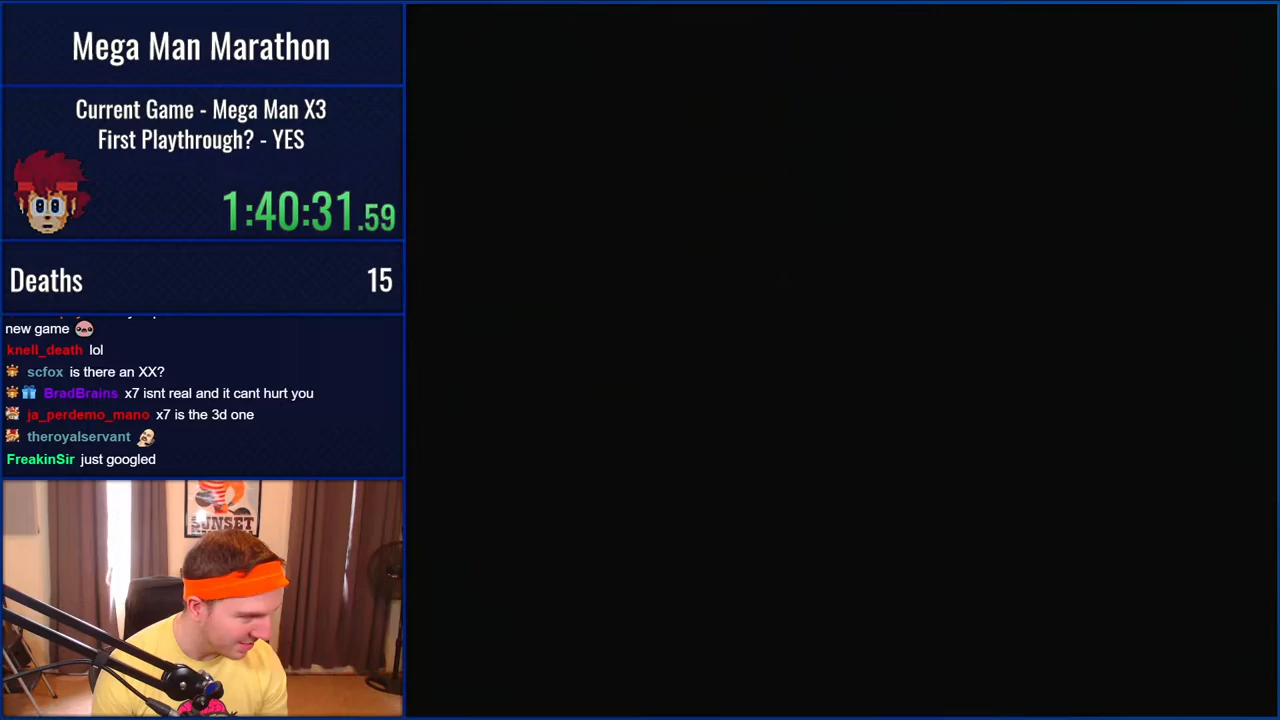 Mega Man Marathon
Current Game - Mega Man X3
First Playthrough? - YES
1:40:31.59
Deaths 15
new game
knell_death lol
scfox is there an XX?
BradBrains x7 isnt real and it cant hurt you
ja_perdemo_mano x7 is the 3d one
theroyalservant
FreakinSir just googled
SUNSET